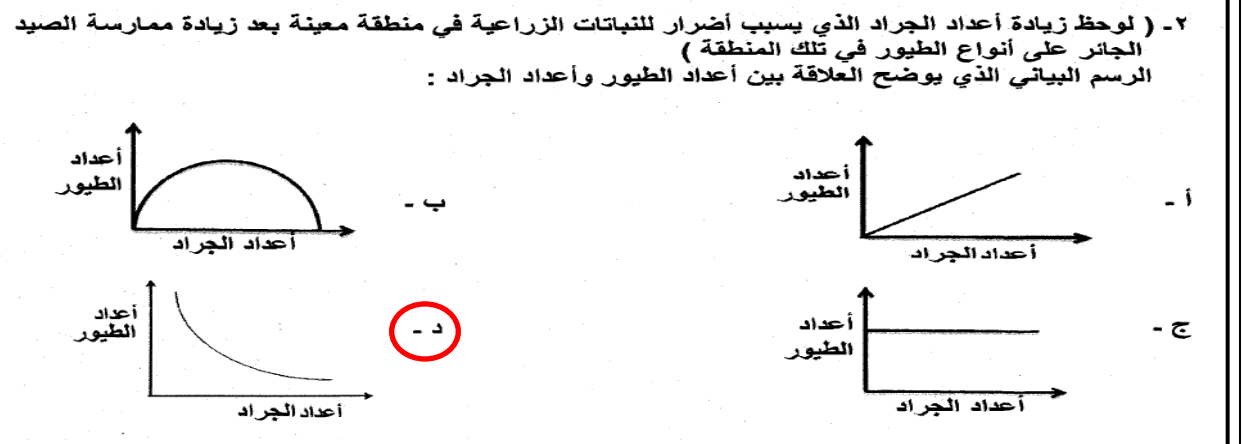 ٢- ( لوحظ زيادة أعداد الجراد الذي يسبب أضرار للنباتات الزراعية في منطقة معينة بعد زيادة ممارسة الصيد
الجائر على أنواع الطيور في تلك المنطقة )
الرسم البياني الذي يوضح العلاقة بين أعداد الطيور وأعداد الجراد :
أ -
أعداد
الطيور
أعداد الجراد
ب -
أعداد
الطيور
أعداد الجراد
ج -
أعداد
الطيور
أعداد الجراد
د -
أعداد
الطيور
أعداد الجراد